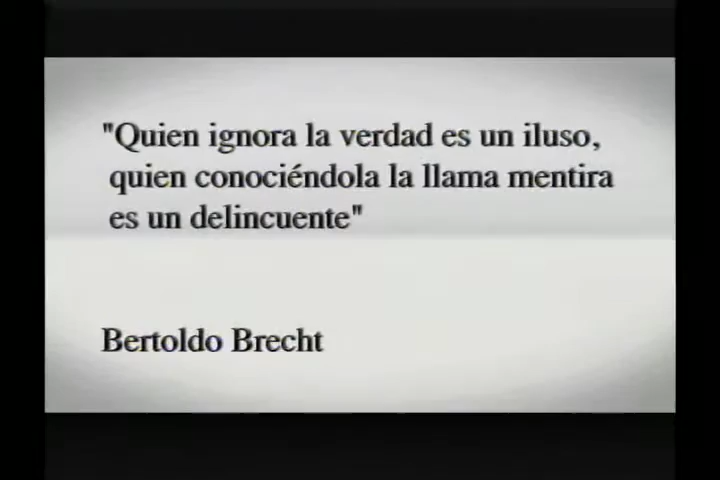 "Quien ignora la verdad es un iluso,
quien conociéndola la llama mentira
es un delincuente"
Bertoldo Brecht